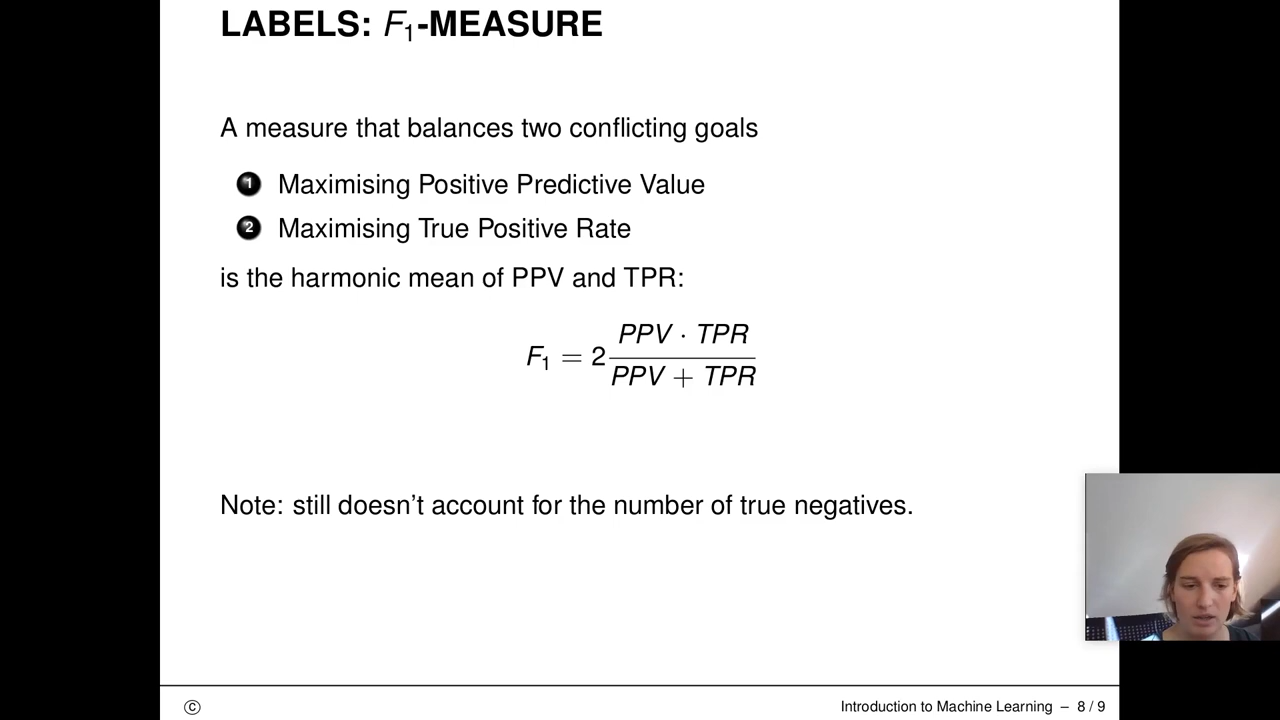 LABELS: F₁-MEASURE
A measure that balances two conflicting goals
1 Maximising Positive Predictive Value
2 Maximising True Positive Rate
is the harmonic mean of PPV and TPR:
F₁ = 2 (PPV · TPR) / (PPV + TPR)
Note: still doesn't account for the number of true negatives.
© Introduction to Machine Learning – 8 / 9